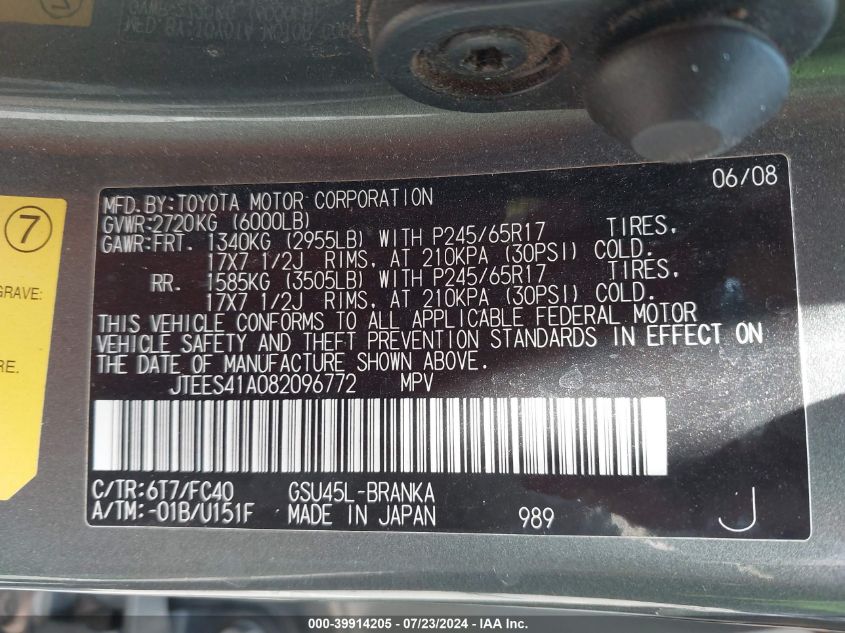 7
GRAVE:
TRE:
06/08
MFD. BY: TOYOTA MOTOR CORPORATION
GVWR: 2720KG (6000LB)
GAWR: FRT. 1340KG (2955LB) WITH P245/65R17 TIRES,
17X7 1/2J RIMS, AT 210KPA (30PSI) COLD.
RR. 1585KG (3505LB) WITH P245/65R17 TIRES,
17X7 1/2J RIMS, AT 210KPA (30PSI) COLD.
THIS VEHICLE CONFORMS TO ALL APPLICABLE FEDERAL MOTOR
VEHICLE SAFETY AND THEFT PREVENTION STANDARDS IN EFFECT ON
THE DATE OF MANUFACTURE SHOWN ABOVE.
JTEES41A082096772 MPV
C/TR: 6T7/FC40 GSU45L-BRANKA
A/TM: -01B/U151F MADE IN JAPAN 989 J
000-39914205 - 07/23/2024 - IAAI.COM